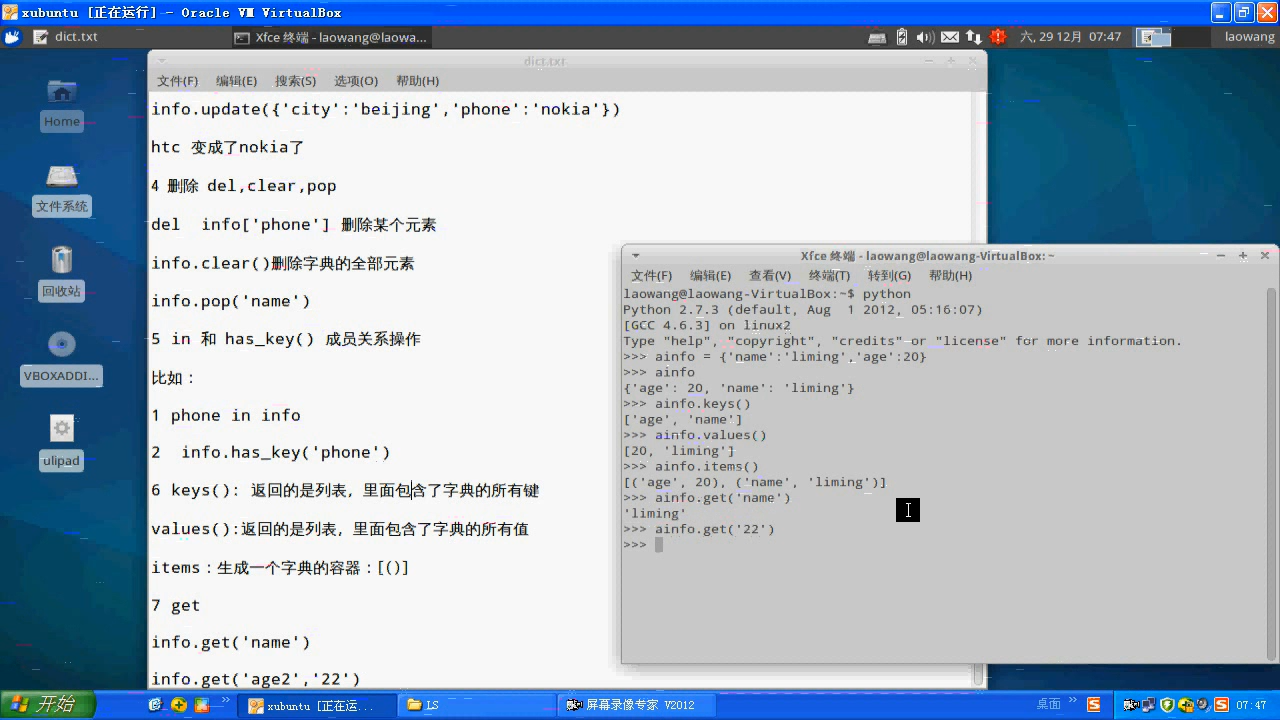 xubuntu [正在运行] - Oracle VM VirtualBox
dict.txt
Xfce 终端 - laowang@laowa...
六, 29 12月 07:47
laowang
Home
文件系统
回收站
VBOXADDI...
ulipad
dict.txt
文件(F) 编辑(E) 搜索(S) 选项(O) 帮助(H)
info.update({'city':'beijing','phone':'nokia'})
htc 变成了nokia了
4 删除 del,clear,pop
del  info['phone'] 删除某个元素
info.clear()删除字典的全部元素
info.pop('name')
5 in 和 has_key() 成员关系操作
比如：
1 phone in info
2  info.has_key('phone')
6 keys(): 返回的是列表，里面包含了字典的所有键
values():返回的是列表，里面包含了字典的所有值
items：生成一个字典的容器：[()]
7 get
info.get('name')
info.get('age2','22')
Xfce 终端 - laowang@laowang-VirtualBox: ~
文件(F) 编辑(E) 查看(V) 终端(T) 转到(G) 帮助(H)
laowang@laowang-VirtualBox:~$ python
Python 2.7.3 (default, Aug  1 2012, 05:16:07)
[GCC 4.6.3] on linux2
Type "help", "copyright", "credits" or "license" for more information.
>>> ainfo = {'name':'liming','age':20}
>>> ainfo
{'age': 20, 'name': 'liming'}
>>> ainfo.keys()
['age', 'name']
>>> ainfo.values()
[20, 'liming']
>>> ainfo.items()
[('age', 20), ('name', 'liming')]
>>> ainfo.get('name')
'liming'
>>> ainfo.get('22')
>>>
开始
xubuntu [正在运...
LS
屏幕录像专家 V2012
桌面
07:47